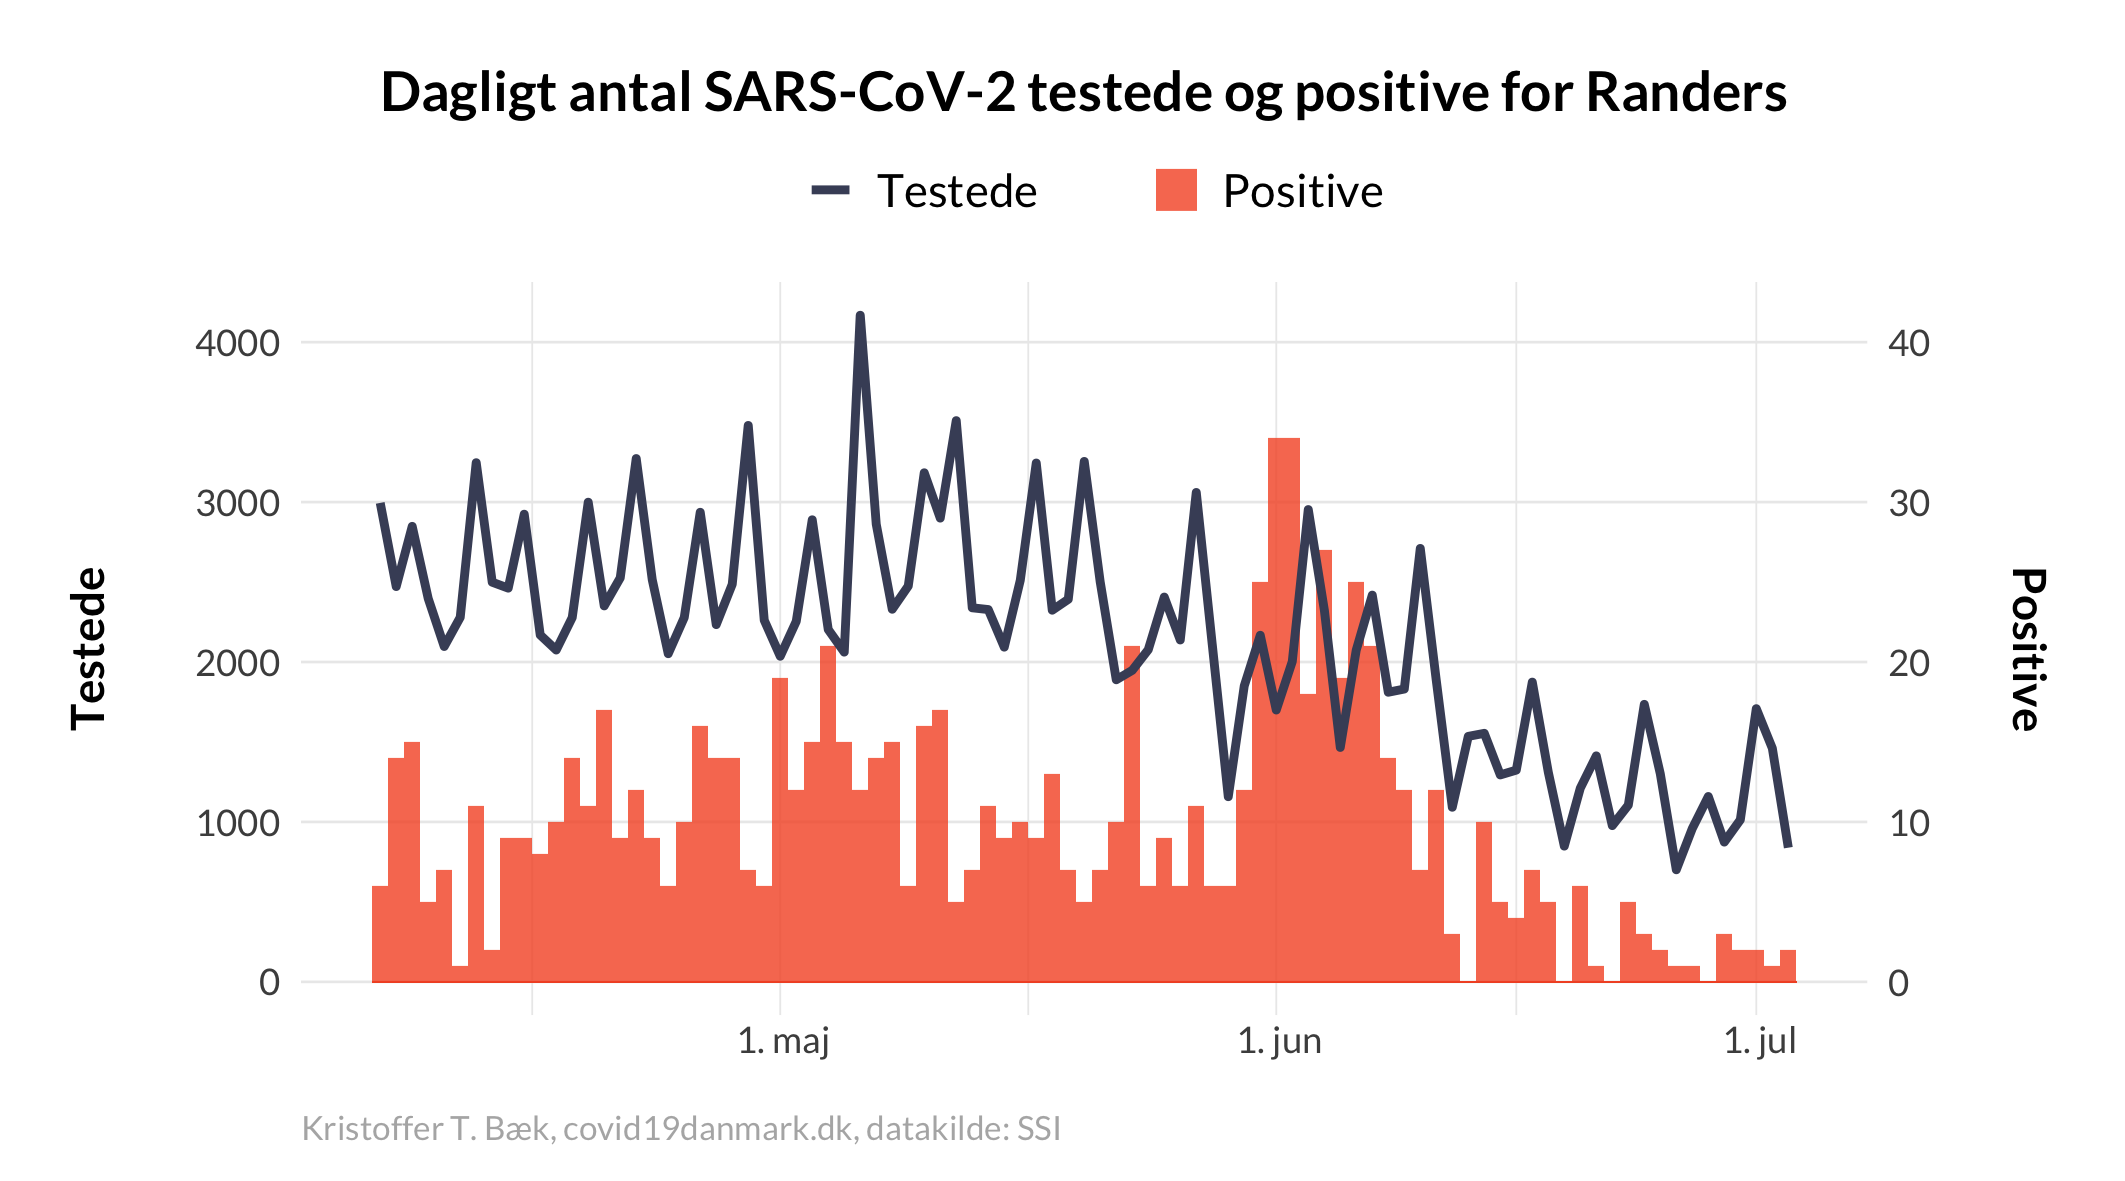 Dagligt antal SARS-CoV-2 testede og positive for Randers
Testede Positive
4000 40
3000 30
2000 20
1000 10
0 0
Testede
Positive
1. maj 1. jun 1. jul
Kristoffer T. Bæk, covid19danmark.dk, datakilde: SSI